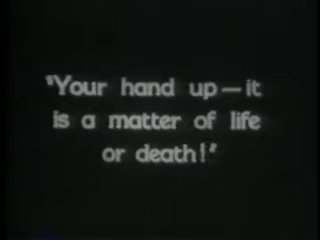 "Your hand up—it
is a matter of life
or death!"